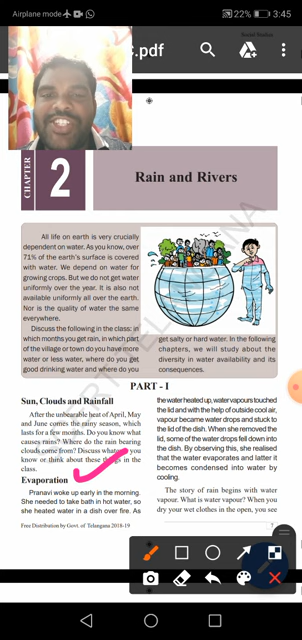 Airplane mode
22% 3:45
Social Studies
.pdf
CHAPTER
2
Rain and Rivers
All life on earth is very crucially
dependent on water. As you know, over
71% of the earth's surface is covered
with water. We depend on water for
growing crops. But we do not get water
uniformly over the year. It is also not
available uniformly all over the earth.
Nor is the quality of water the same
everywhere.
Discuss the following in the class: in
which months you get rain, in which part
of the village or town do you have more
water or less water, where do you get
good drinking water and where do you
get salty or hard water. In the following
chapters, we will study about the
diversity in water availability and its
consequences.
PART - I
Sun, Clouds and Rainfall
After the unbearable heat of April, May
and June comes the rainy season, which
lasts for a few months. Do you know what
causes rains? Where do the rain bearing
clouds come from? Discuss whatever you
know or think about these things in the
class.
Evaporation
Pranavi woke up early in the morning.
She needed to take bath in hot water, so
she heated water in a dish over fire. As
the water heated up, water vapours touched
the lid and with the help of outside cool air,
vapour became water drops and stuck to
the lid of the dish. When she removed the
lid, some of the water drops fell down into
the dish. By observing this, she realised
that the water evaporates and latter it
becomes condensed into water by
cooling.
The story of rain begins with water
vapour. What is water vapour? When you
dry your wet clothes in the open, you see
Free Distribution by Govt. of Telangana 2018-19